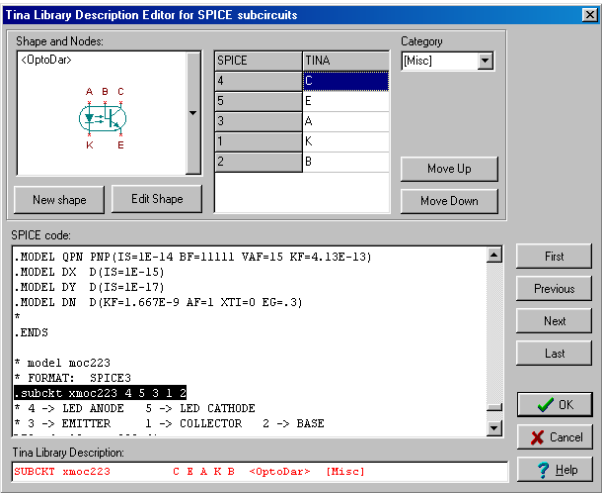 Tina Library Description Editor for SPICE subcircuits
Shape and Nodes:
<OptoDar>
A B C
K E
New shape
Edit Shape
SPICE TINA
4 C
5 E
3 A
1 K
2 B
Category
[Misc]
Move Up
Move Down
SPICE code:
.MODEL QPN PNP(IS=1E-14 BF=11111 VAF=15 KF=4.13E-13)
.MODEL DX  D(IS=1E-15)
.MODEL DY  D(IS=1E-17)
.MODEL DN  D(KF=1.667E-9 AF=1 XTI=0 EG=.3)
*
.ENDS
* model moc223
* FORMAT:  SPICE3
.subckt xmoc223 4 5 3 1 2
* 4 -> LED ANODE   5 -> LED CATHODE
* 3 -> EMITTER   1 -> COLLECTOR   2 -> BASE
First
Previous
Next
Last
OK
Cancel
Help
Tina Library Description:
SUBCKT xmoc223        C E A K B  <OptoDar>  [Misc]